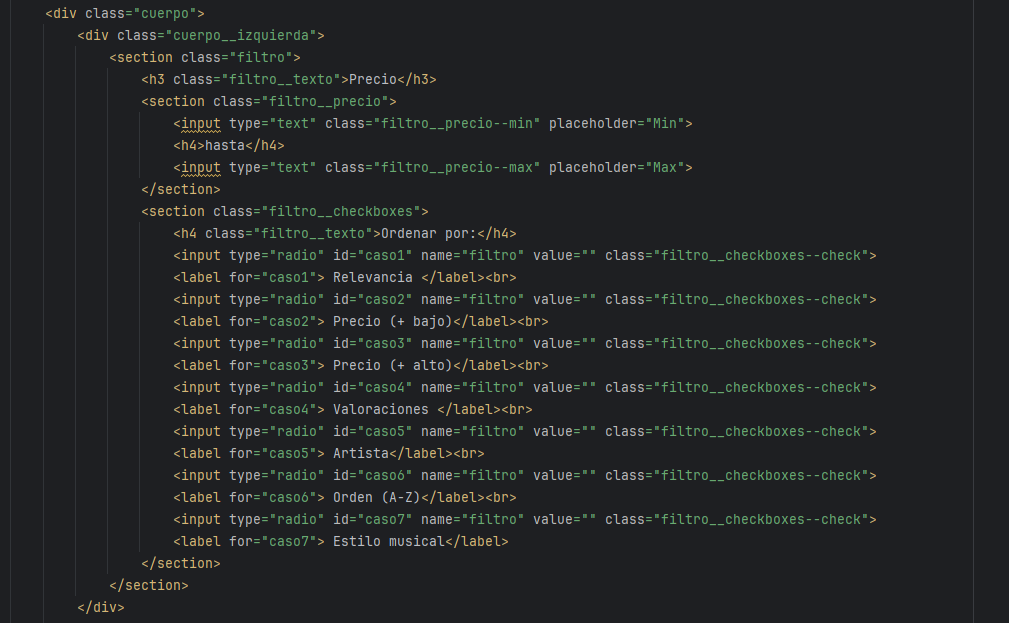 <div class="cuerpo">
<div class="cuerpo__izquierda">
<section class="filtro">
<h3 class="filtro__texto">Precio</h3>
<section class="filtro__precio">
<input type="text" class="filtro__precio--min" placeholder="Min">
<h4>hasta</h4>
<input type="text" class="filtro__precio--max" placeholder="Max">
</section>
<section class="filtro__checkboxes">
<h4 class="filtro__texto">Ordenar por:</h4>
<input type="radio" id="caso1" name="filtro" value="" class="filtro__checkboxes--check">
<label for="caso1"> Relevancia </label><br>
<input type="radio" id="caso2" name="filtro" value="" class="filtro__checkboxes--check">
<label for="caso2"> Precio (+ bajo)</label><br>
<input type="radio" id="caso3" name="filtro" value="" class="filtro__checkboxes--check">
<label for="caso3"> Precio (+ alto)</label><br>
<input type="radio" id="caso4" name="filtro" value="" class="filtro__checkboxes--check">
<label for="caso4"> Valoraciones </label><br>
<input type="radio" id="caso5" name="filtro" value="" class="filtro__checkboxes--check">
<label for="caso5"> Artista</label><br>
<input type="radio" id="caso6" name="filtro" value="" class="filtro__checkboxes--check">
<label for="caso6"> Orden (A-Z)</label><br>
<input type="radio" id="caso7" name="filtro" value="" class="filtro__checkboxes--check">
<label for="caso7"> Estilo musical</label>
</section>
</section>
</div>